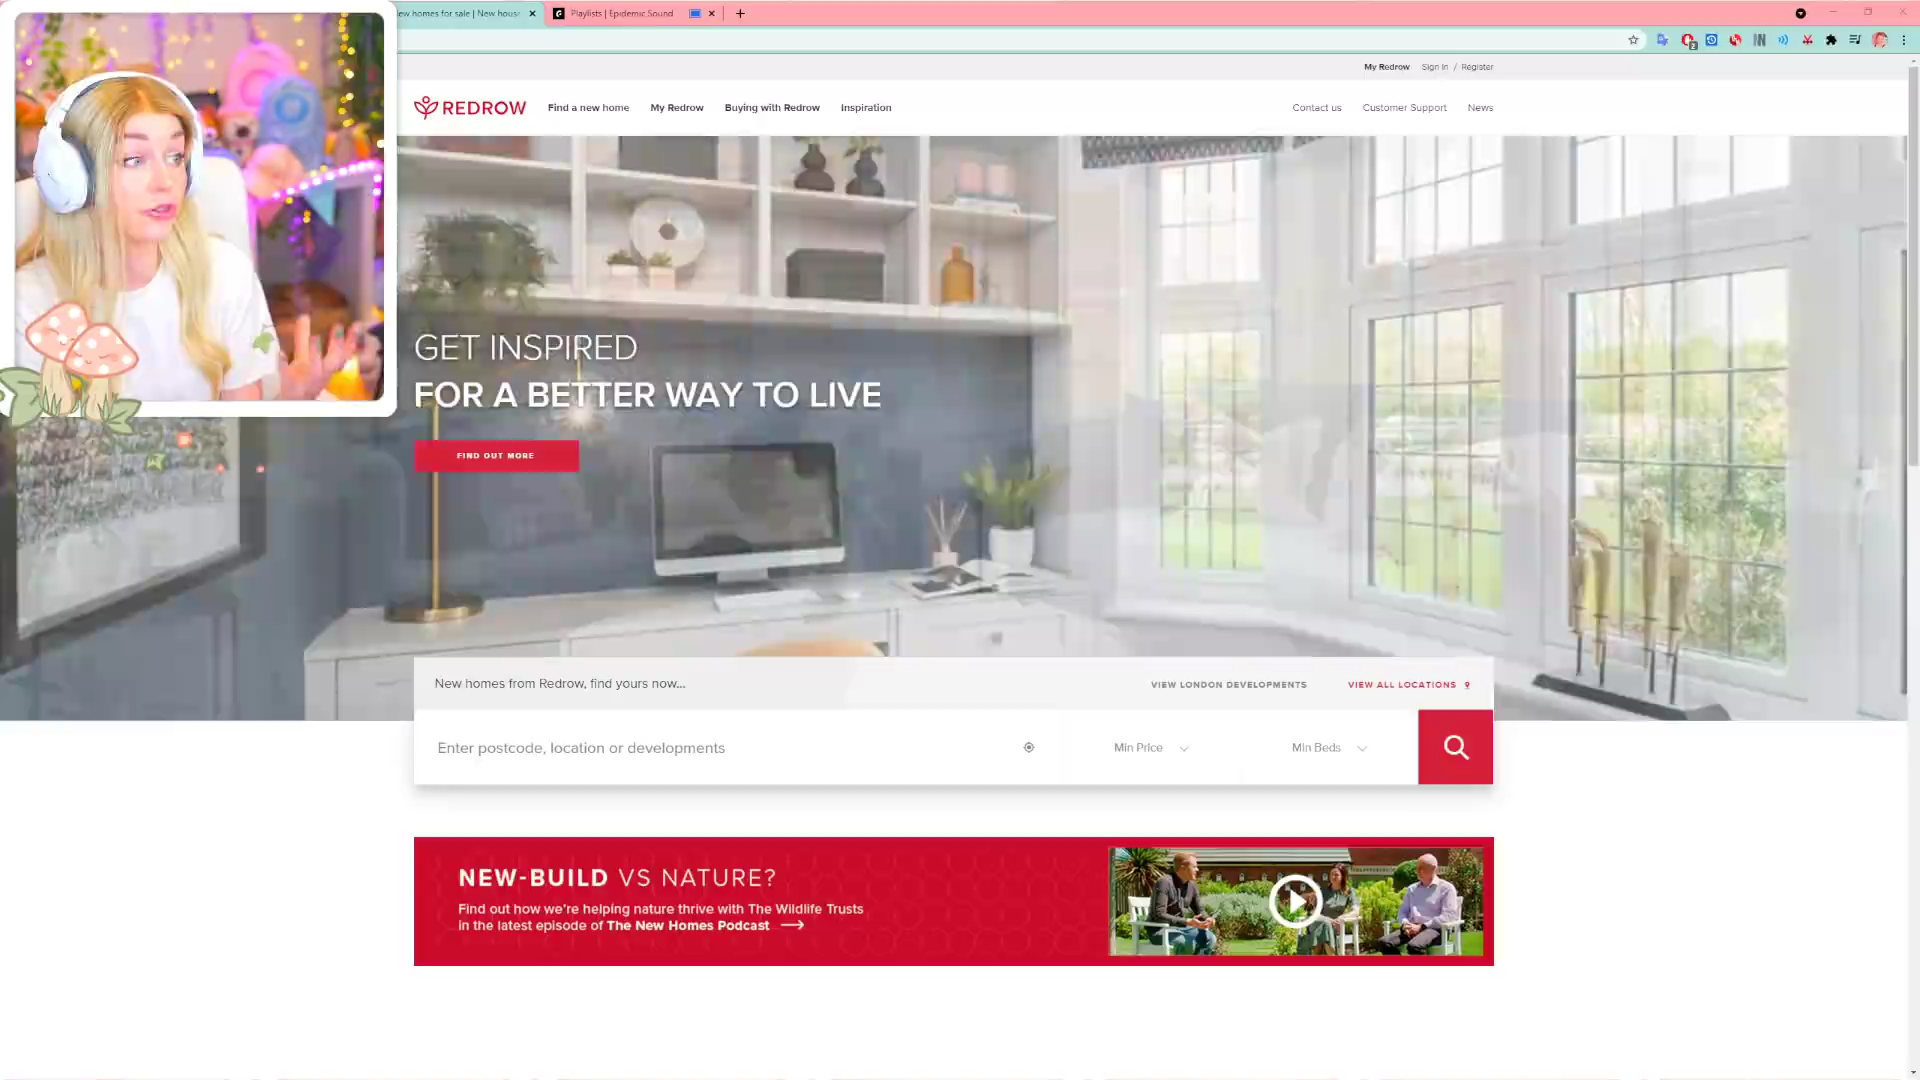 ew homes for sale | New hous
Playlists | Epidemic Sound
My Redrow Sign In / Register
REDROW Find a new home My Redrow Buying with Redrow Inspiration Contact us Customer Support News
GET INSPIRED
FOR A BETTER WAY TO LIVE
FIND OUT MORE
New homes from Redrow, find yours now... VIEW LONDON DEVELOPMENTS VIEW ALL LOCATIONS
Enter postcode, location or developments Min Price Min Beds
NEW-BUILD VS NATURE?
Find out how we're helping nature thrive with The Wildlife Trusts
in the latest episode of The New Homes Podcast